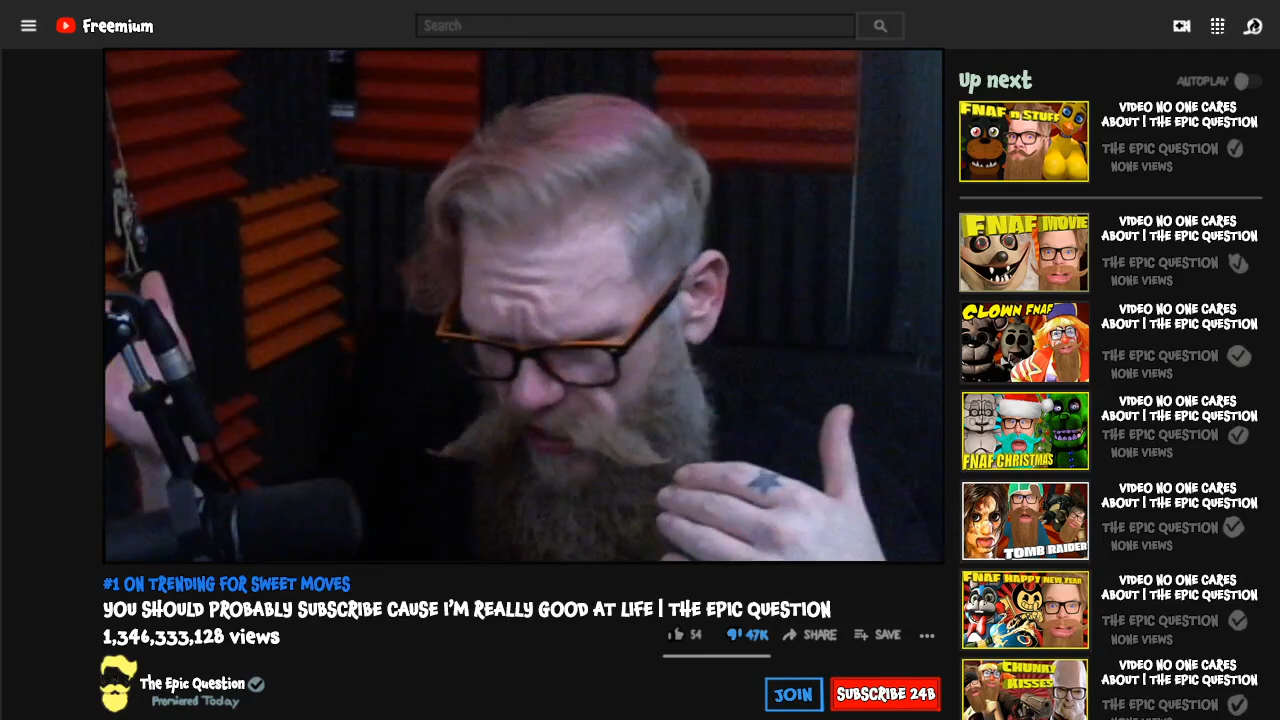 Freemium
Search
up next
AUTOPLAY
FNAF n STUFF
VIDEO NO ONE CARES
ABOUT | THE EPIC QUESTION
THE EPIC QUESTION
NONE VIEWS
FNAF MOVIE
VIDEO NO ONE CARES
ABOUT | THE EPIC QUESTION
THE EPIC QUESTION
NONE VIEWS
CLOWN FNAF
VIDEO NO ONE CARES
ABOUT | THE EPIC QUESTION
THE EPIC QUESTION
NONE VIEWS
FNAF CHRISTMAS
VIDEO NO ONE CARES
ABOUT | THE EPIC QUESTION
THE EPIC QUESTION
NONE VIEWS
TOMB RAIDER
VIDEO NO ONE CARES
ABOUT | THE EPIC QUESTION
THE EPIC QUESTION
NONE VIEWS
FNAF HAPPY NEW YEAR
VIDEO NO ONE CARES
ABOUT | THE EPIC QUESTION
THE EPIC QUESTION
NONE VIEWS
CHUNKY
KISSES
VIDEO NO ONE CARES
ABOUT | THE EPIC QUESTION
THE EPIC QUESTION
#1 ON TRENDING FOR SWEET MOVES
YOU SHOULD PROBABLY SUBSCRIBE CAUSE I'M REALLY GOOD AT LIFE | THE EPIC QUESTION
1,346,333,128 views
54
47K
SHARE
SAVE
The Epic Question
Premiered Today
JOIN
SUBSCRIBE 24B